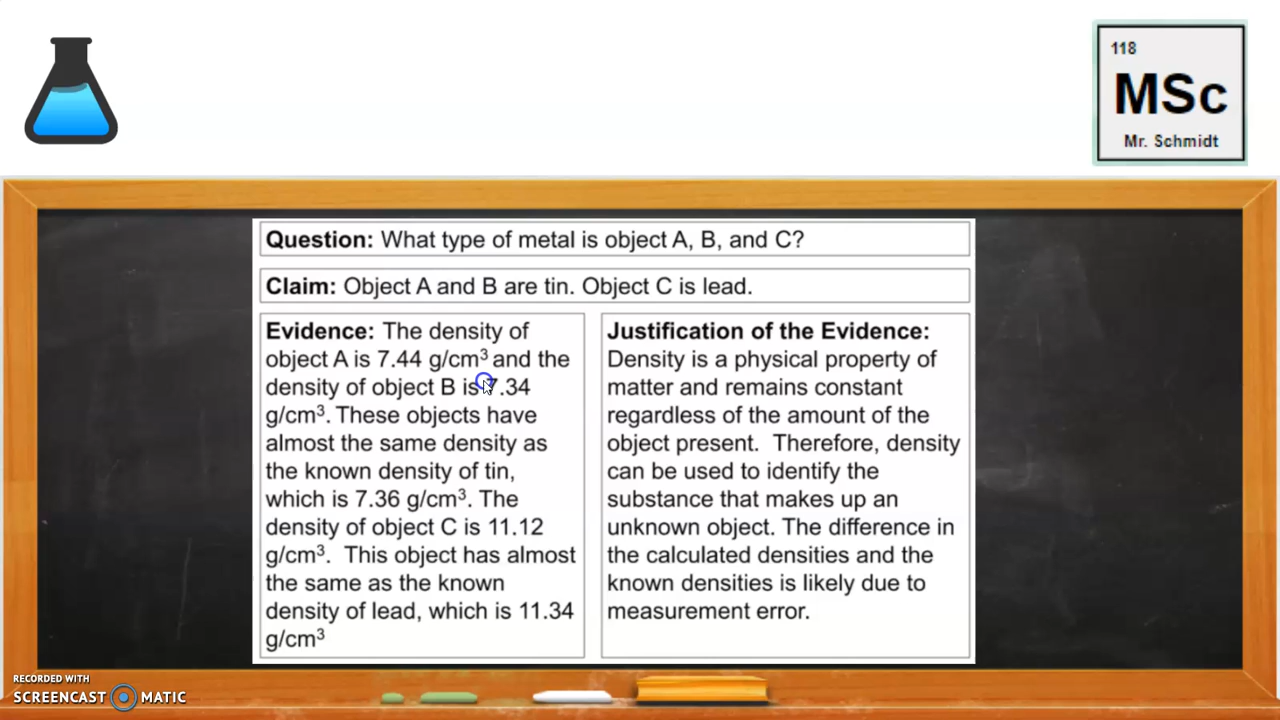 118
MSc
Mr. Schmidt
Question: What type of metal is object A, B, and C?
Claim: Object A and B are tin. Object C is lead.
Evidence: The density of
object A is 7.44 g/cm³ and the
density of object B is 7.34
g/cm³. These objects have
almost the same density as
the known density of tin,
which is 7.36 g/cm³. The
density of object C is 11.12
g/cm³. This object has almost
the same as the known
density of lead, which is 11.34
g/cm³
Justification of the Evidence:
Density is a physical property of
matter and remains constant
regardless of the amount of the
object present. Therefore, density
can be used to identify the
substance that makes up an
unknown object. The difference in
the calculated densities and the
known densities is likely due to
measurement error.
RECORDED WITH
SCREENCAST MATIC